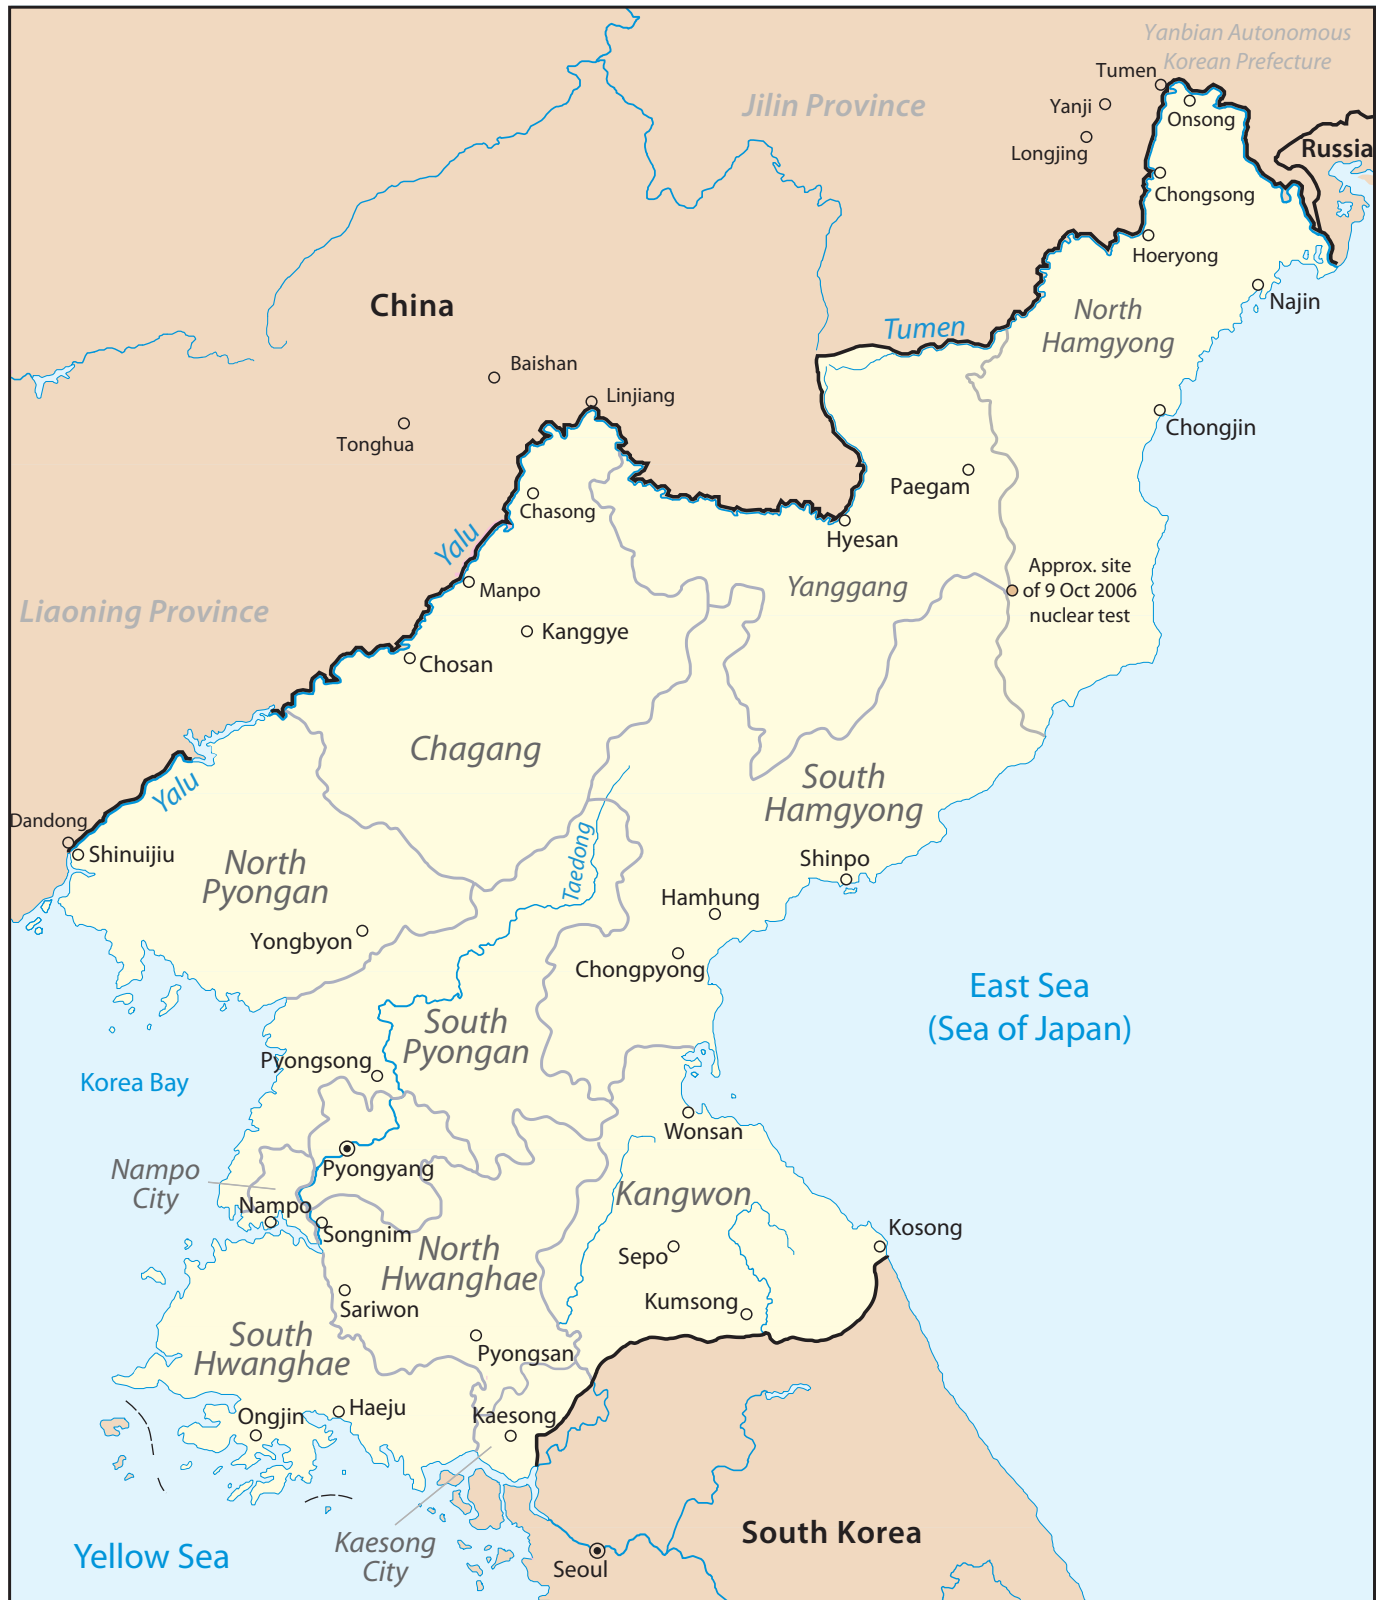 Yanbian Autonomous
Korean Prefecture
Tumen
Jilin Province
Yanji
Onsong
Longjing
Russia
Chongsong
Hoeryong
China
Najin
North
Hamgyong
Tumen
Baishan
Linjiang
Chongjin
Tonghua
Paegam
Chasong
Hyesan
Yalu
Approx. site
of 9 Oct 2006
nuclear test
Yanggang
Manpo
Liaoning Province
Kanggye
Chosan
Chagang
South
Hamgyong
Yalu
Dandong
Shinuijiu
North
Pyongan
Taedong
Shinpo
Hamhung
Yongbyon
Chongpyong
East Sea
(Sea of Japan)
South
Pyongan
Pyongsong
Korea Bay
Wonsan
Pyongyang
Nampo
City
Kangwon
Nampo
Songnim
Kosong
North
Hwanghae
Sepo
Kumsong
Sariwon
South
Hwanghae
Pyongsan
Haeju
Ongjin
Kaesong
Kaesong
City
South Korea
Yellow Sea
Seoul